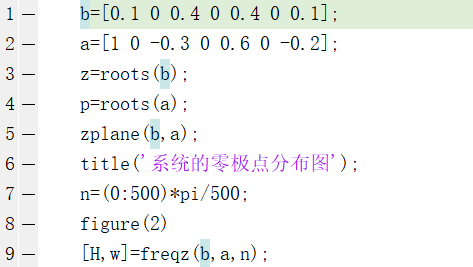 1 — b=[0.1 0 0.4 0 0.4 0 0.1];
2 — a=[1 0 -0.3 0 0.6 0 -0.2];
3 — z=roots(b);
4 — p=roots(a);
5 — zplane(b,a);
6 — title('系统的零极点分布图');
7 — n=(0:500)*pi/500;
8 — figure(2)
9 — [H,w]=freqz(b,a,n);